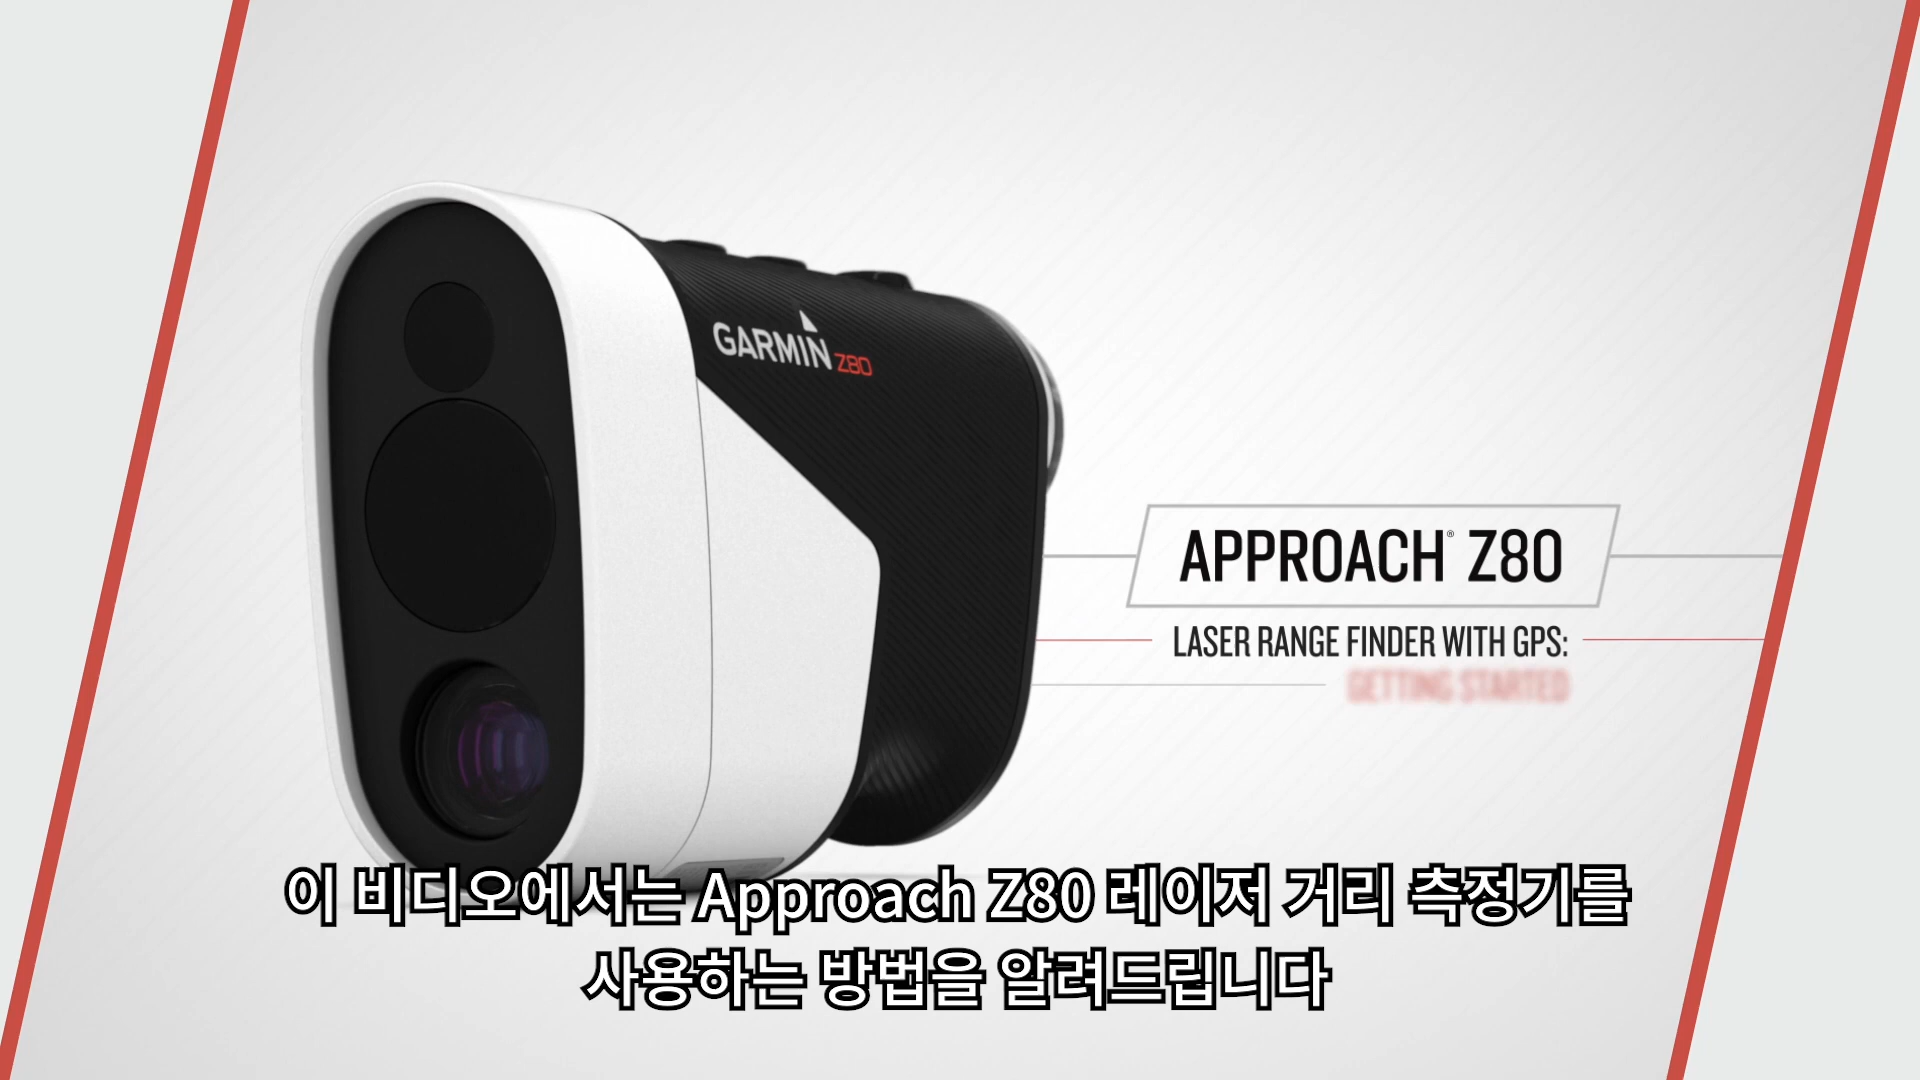 GARMIN Z80
APPROACH® Z80
LASER RANGE FINDER WITH GPS:
GETTING STARTED
이 비디오에서는 Approach Z80 레이저 거리 측정기를
사용하는 방법을 알려드립니다